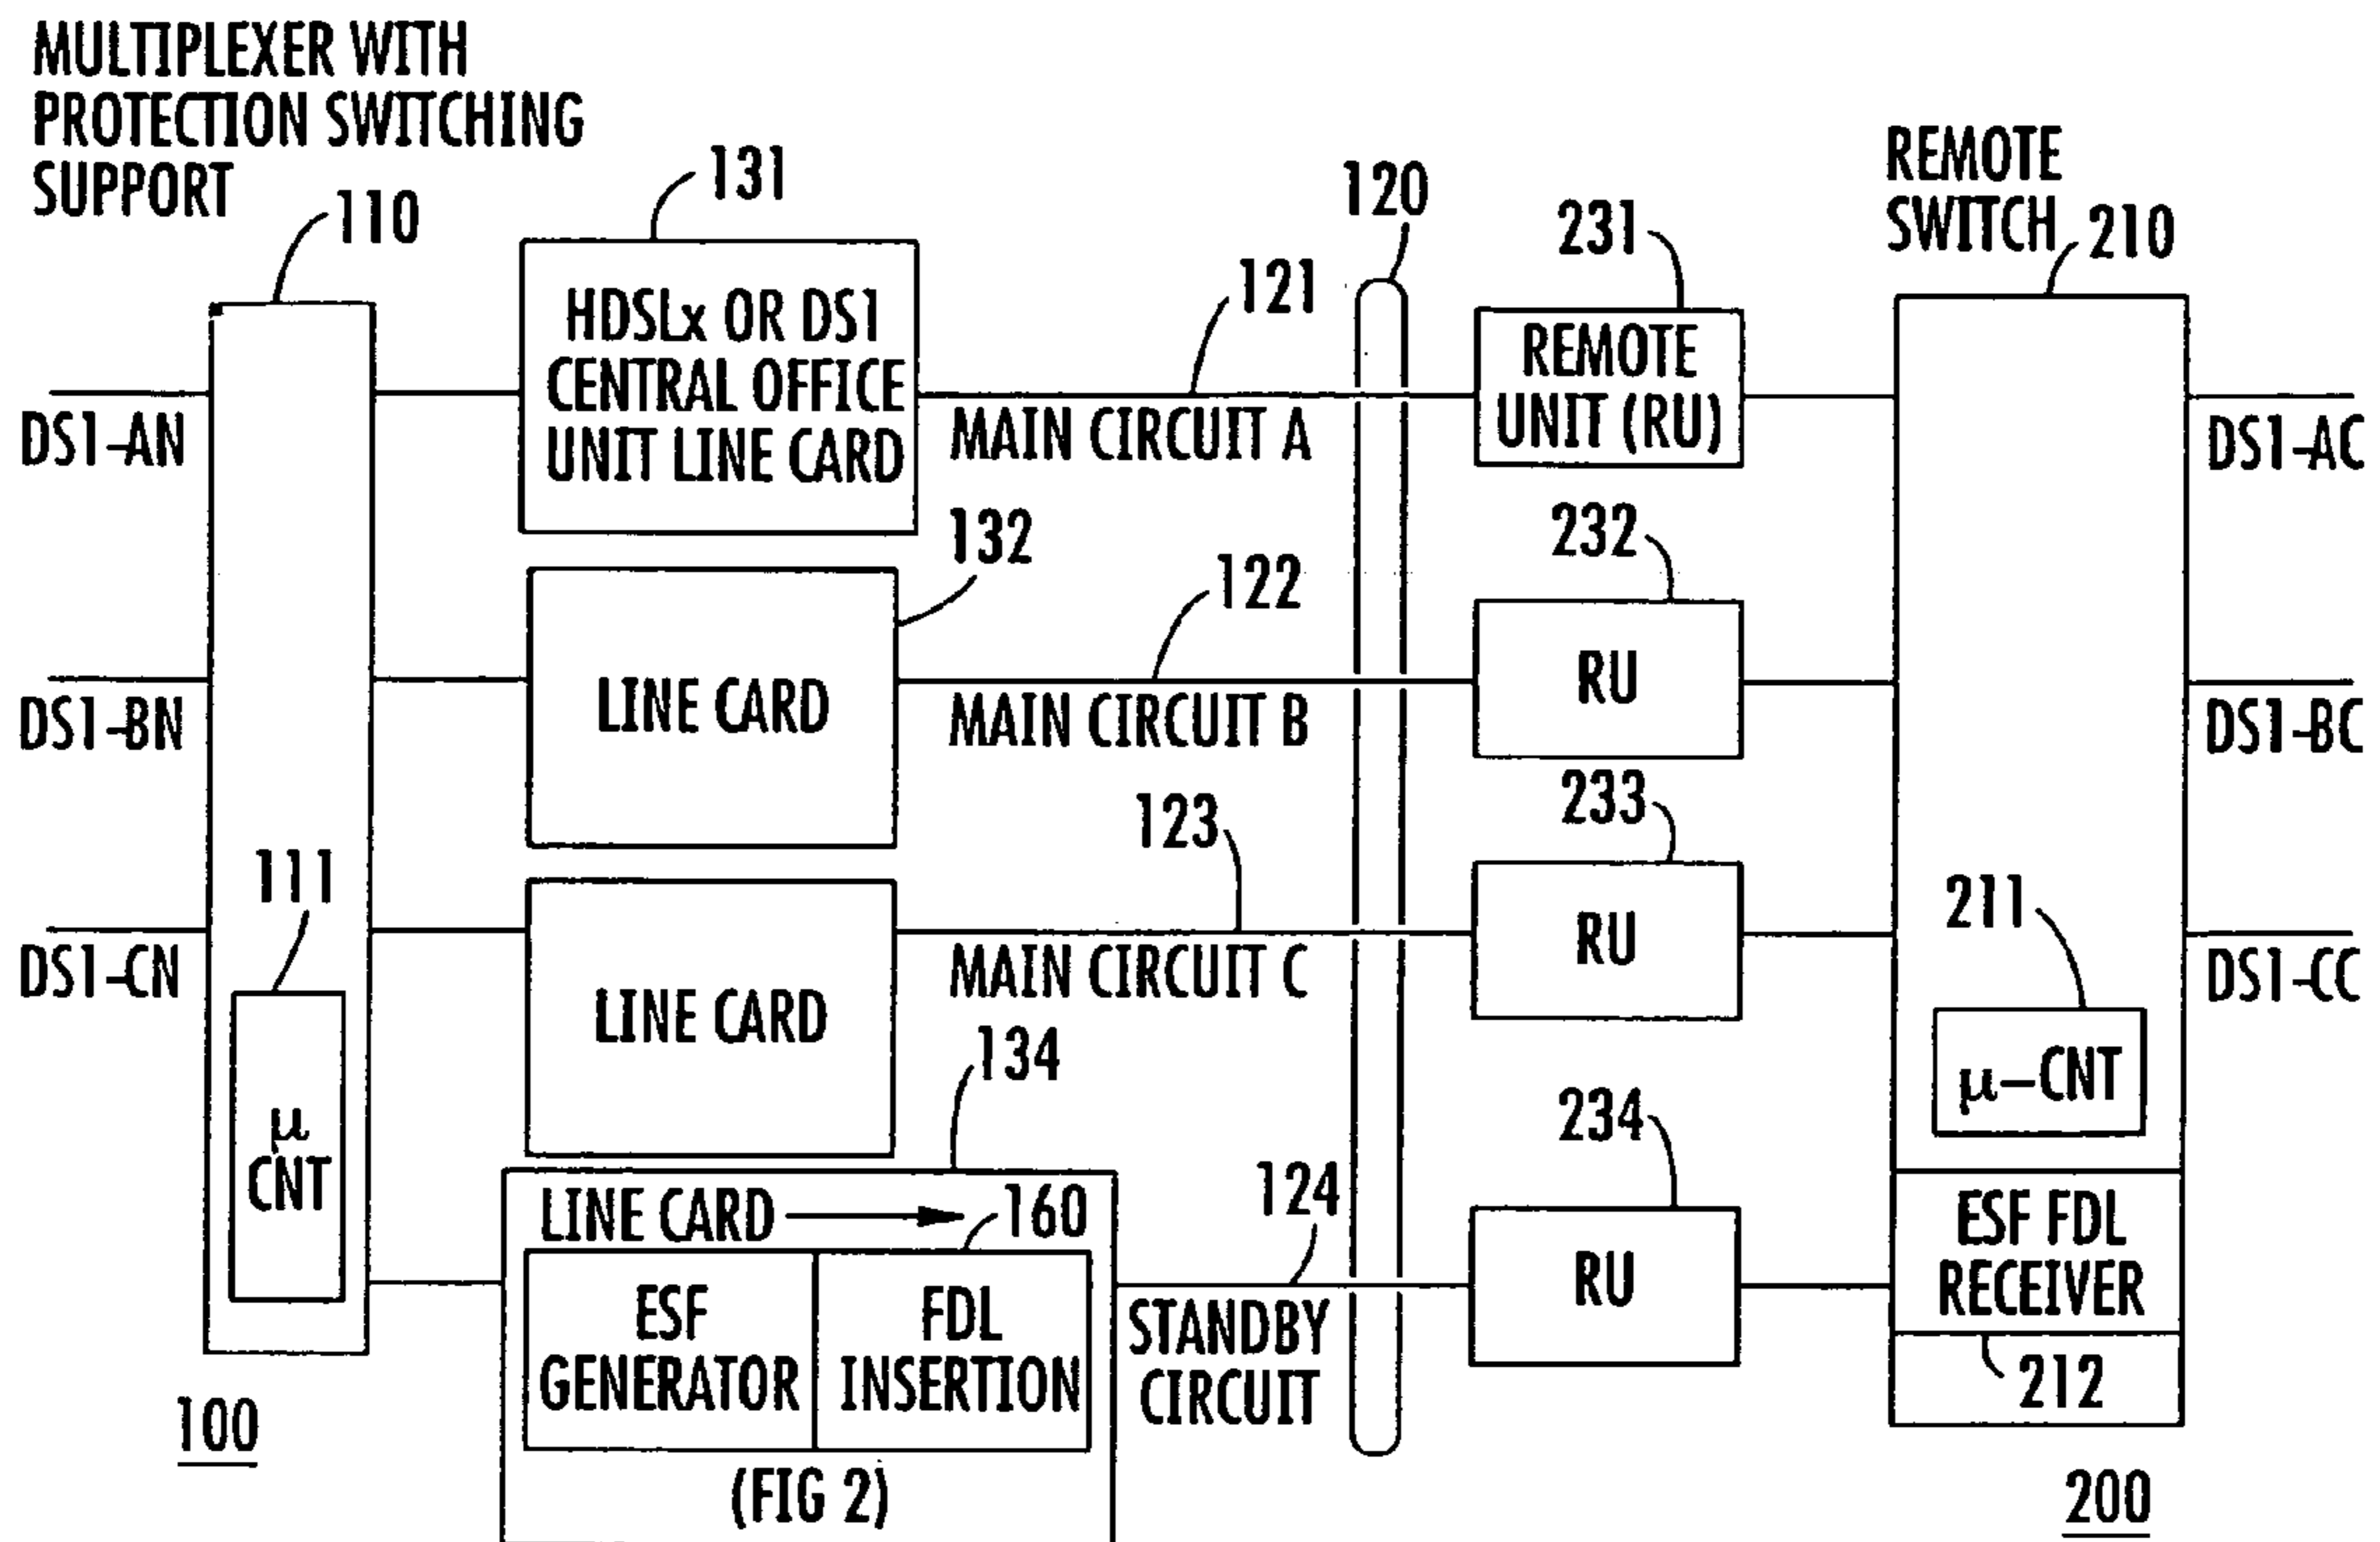 MULTIPLEXER WITH
PROTECTION SWITCHING
SUPPORT
110
131
120
231
REMOTE
SWITCH
210
HDSLx OR DS1
CENTRAL OFFICE
UNIT LINE CARD
121
REMOTE
UNIT (RU)
DS1-AN
MAIN CIRCUIT A
DS1-AC
132
122
232
LINE CARD
RU
DS1-BN
MAIN CIRCUIT B
DS1-BC
123
233
111
LINE CARD
RU
211
DS1-CN
MAIN CIRCUIT C
DS1-CC
134
μ
CNT
μ-CNT
234
LINE CARD
160
124
ESF
GENERATOR
FDL
INSERTION
STANDBY
CIRCUIT
RU
ESF FDL
RECEIVER
212
(FIG 2)
100
200